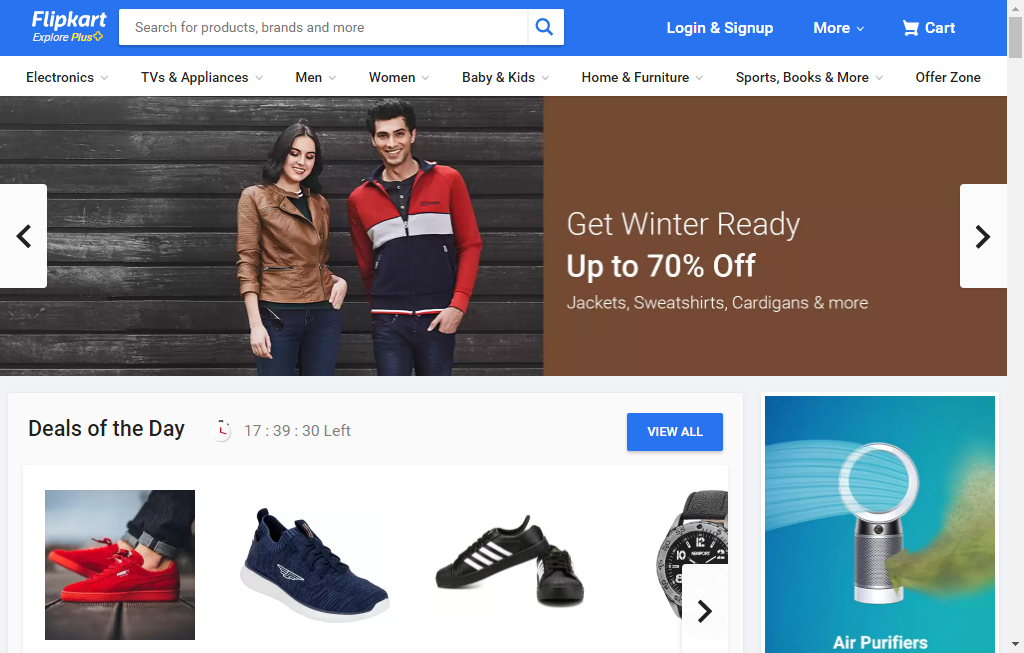 Flipkart
Explore Plus
Search for products, brands and more
Login & Signup
More
Cart
Electronics
TVs & Appliances
Men
Women
Baby & Kids
Home & Furniture
Sports, Books & More
Offer Zone
Get Winter Ready
Up to 70% Off
Jackets, Sweatshirts, Cardigans & more
Deals of the Day
17 : 39 : 30 Left
VIEW ALL
12
NEWPORT
Air Purifiers